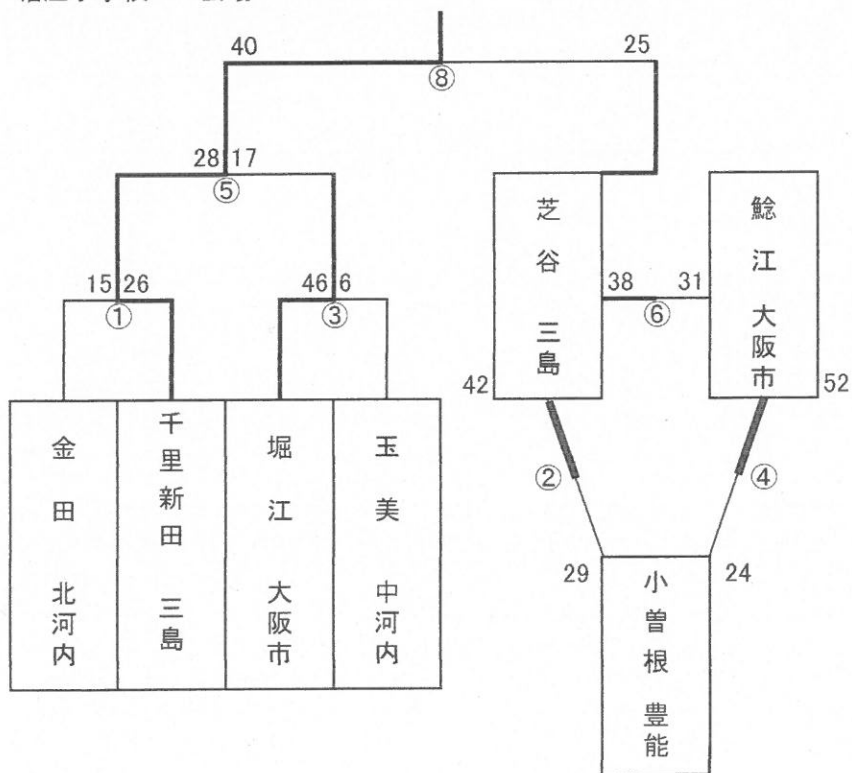 40
25
⑧
28 17
⑤
15 26
46 6
①
③
芝谷 三島
鯰江 大阪市
38
31
⑥
42
52
金田 北河内
千里新田 三島
堀江 大阪市
玉美 中河内
②
④
29
24
小曽根 豊能